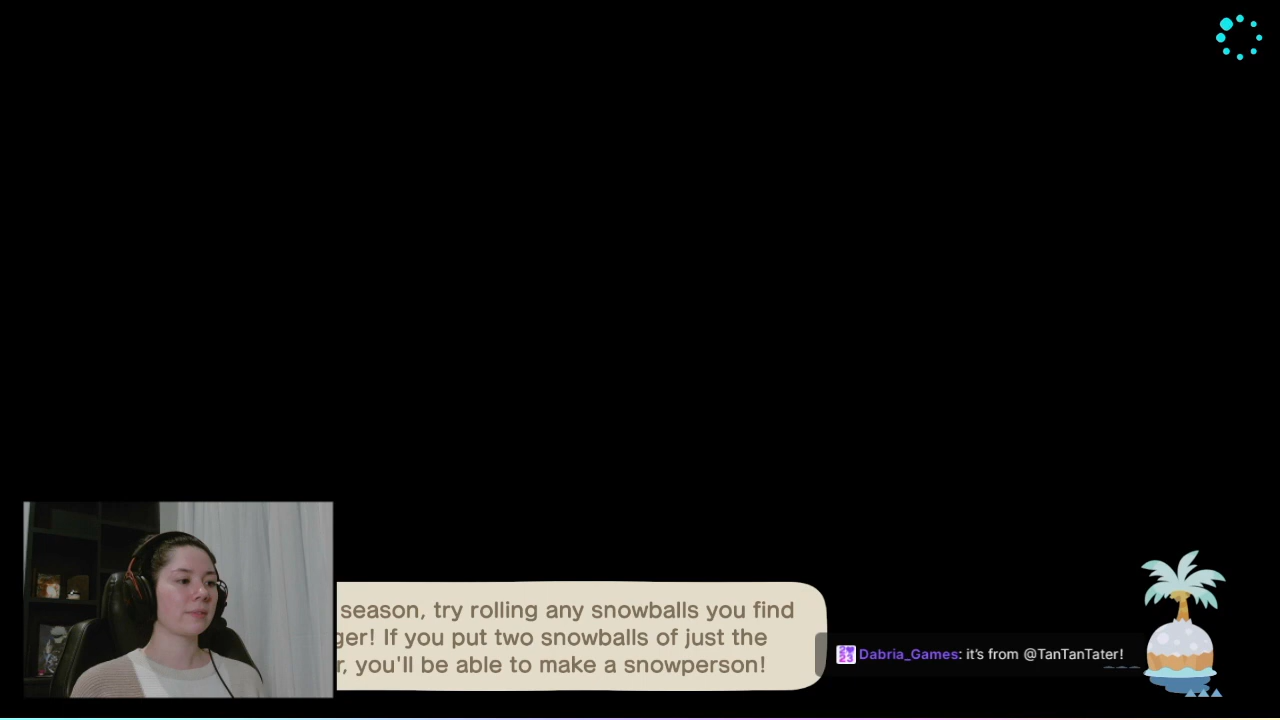 season, try rolling any snowballs you find
ger! If you put two snowballs of just the
r, you'll be able to make a snowperson!
Dabria_Games: it's from @TanTanTater!